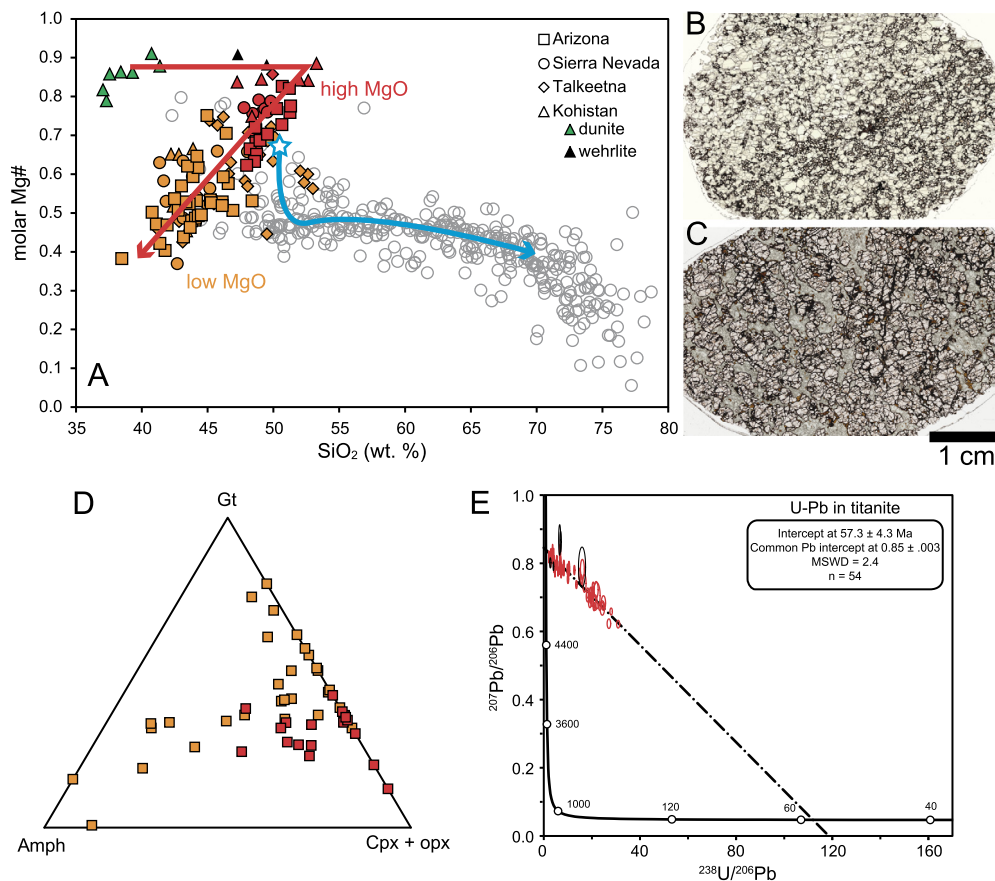 1.0
0.9
0.8
0.7
0.6
0.5
0.4
0.3
0.2
0.1
0.0
molar Mg#
35
40
45
50
55
60
65
70
75
80
SiO₂ (wt. %)
high MgO
low MgO
Arizona
Sierra Nevada
Talkeetna
Kohistan
dunite
wehrlite
A
B
C
1 cm
D
Gt
Amph
Cpx + opx
E
U-Pb in titanite
Intercept at 57.3 ± 4.3 Ma
Common Pb intercept at 0.85 ± .003
MSWD = 2.4
n = 54
1.0
0.8
0.6
0.4
0.2
0.0
²⁰⁷Pb/²⁰⁶Pb
4400
3600
1000
120
60
40
0
40
80
120
160
²³⁸U/²⁰⁶Pb